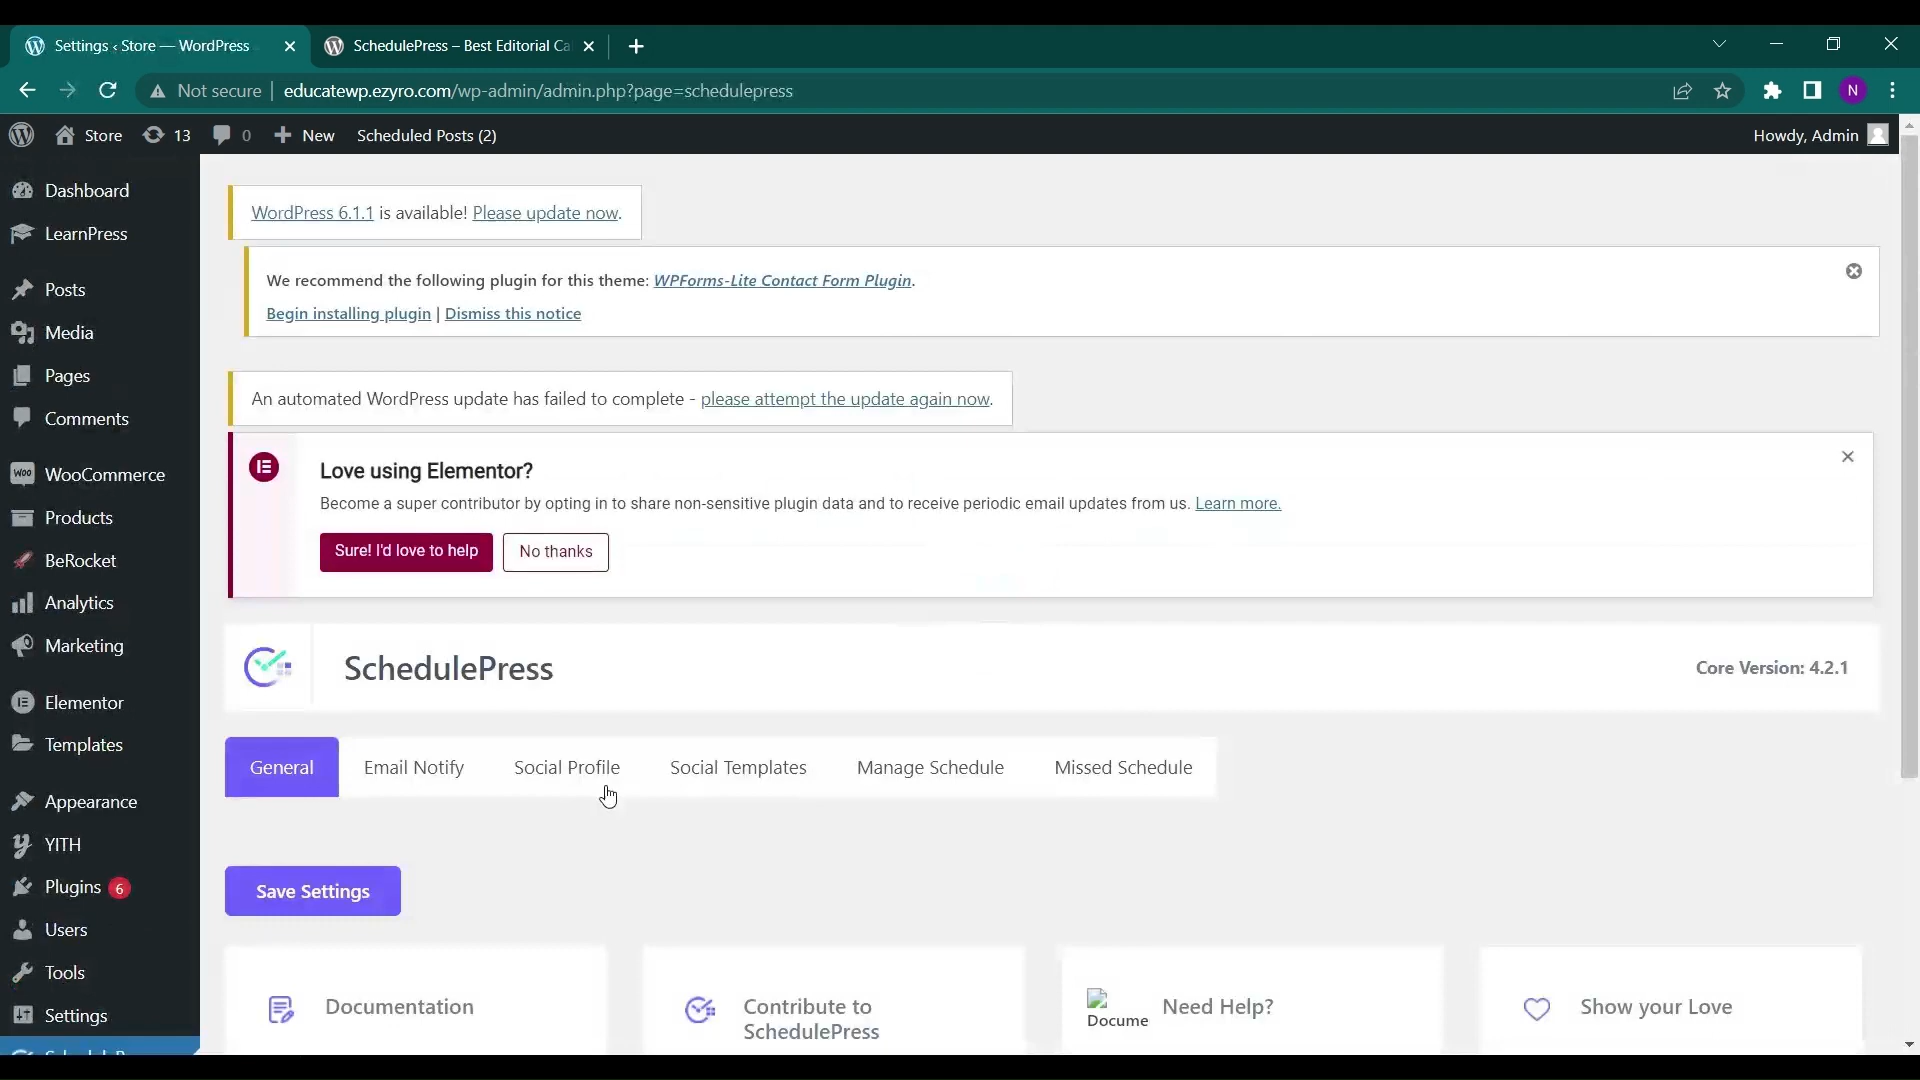 Settings ‹ Store — WordPress
SchedulePress – Best Editorial Ca
Not secure
educatewp.ezyro.com/wp-admin/admin.php?page=schedulepress
N
Store
13
0
New
Scheduled Posts (2)
Howdy, Admin
Dashboard
LearnPress
Posts
Media
Pages
Comments
WooCommerce
Products
BeRocket
Analytics
Marketing
Elementor
Templates
Appearance
YITH
Plugins 6
Users
Tools
Settings
WordPress 6.1.1 is available! Please update now.
We recommend the following plugin for this theme: WPForms-Lite Contact Form Plugin.
Begin installing plugin | Dismiss this notice
An automated WordPress update has failed to complete - please attempt the update again now.
Love using Elementor?
Become a super contributor by opting in to share non-sensitive plugin data and to receive periodic email updates from us. Learn more.
Sure! I'd love to help
No thanks
SchedulePress
Core Version: 4.2.1
General
Email Notify
Social Profile
Social Templates
Manage Schedule
Missed Schedule
Save Settings
Documentation
Contribute to
SchedulePress
Docume
Need Help?
Show your Love